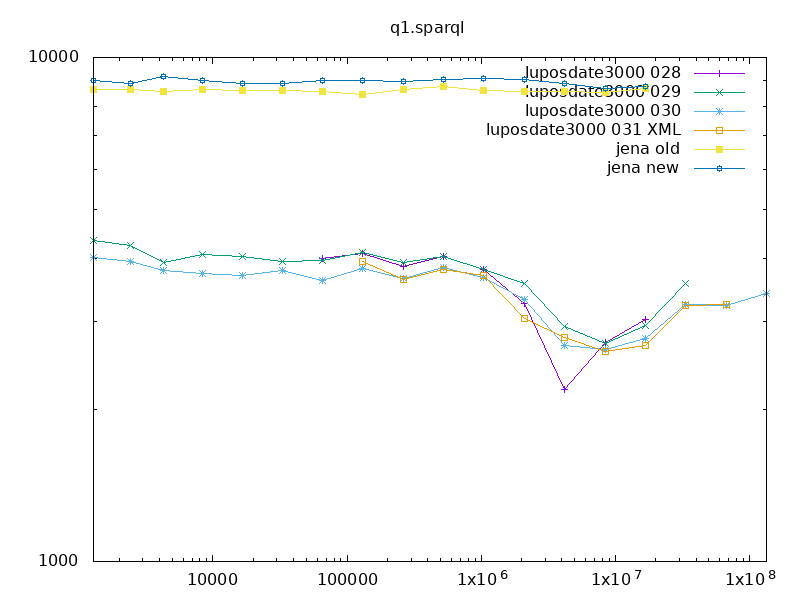 q1.sparql
10000
luposdate3000 028
luposdate3000 029
luposdate3000 030
luposdate3000 031 XML
jena old
jena new
1000
10000 100000 1x10^6 1x10^7 1x10^8